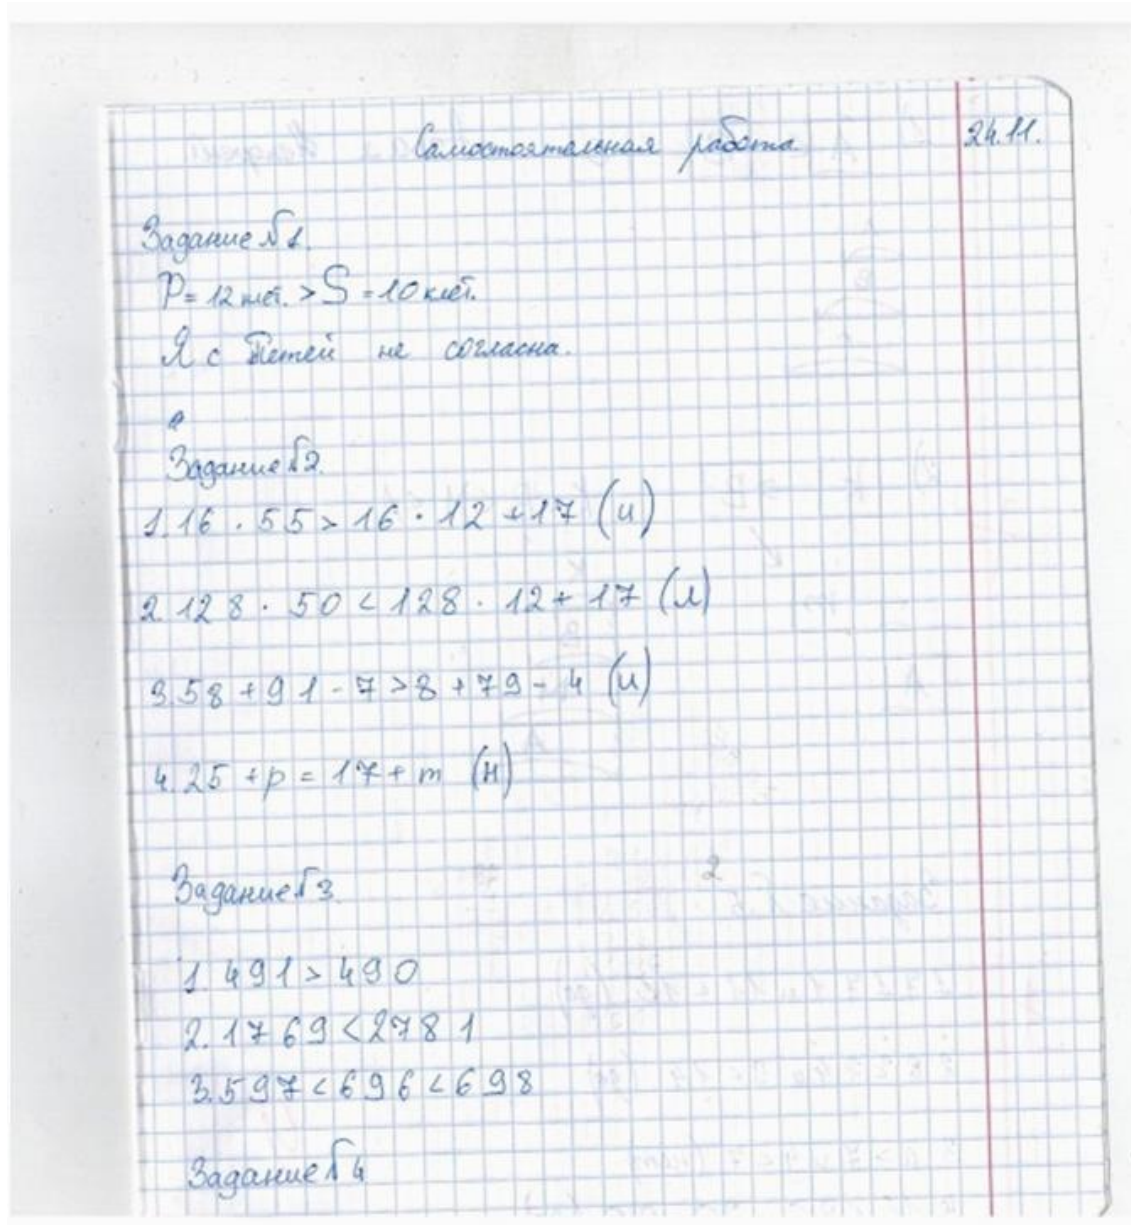 Самостоятельная работа 24.11.
Задание №1.
P = 12 клет. > S = 10 клет.
Я с Петей не согласна.
Задание №2.
1. 16 · 55 > 16 · 12 + 17 (и)
2. 128 · 50 < 128 · 12 + 17 (л)
3. 58 + 91 - 7 > 8 + 79 - 4 (и)
4. 25 + p = 17 + m (н)
Задание №3.
1. 491 > 490
2. 1769 < 2781
3. 597 < 696 < 698
Задание №4